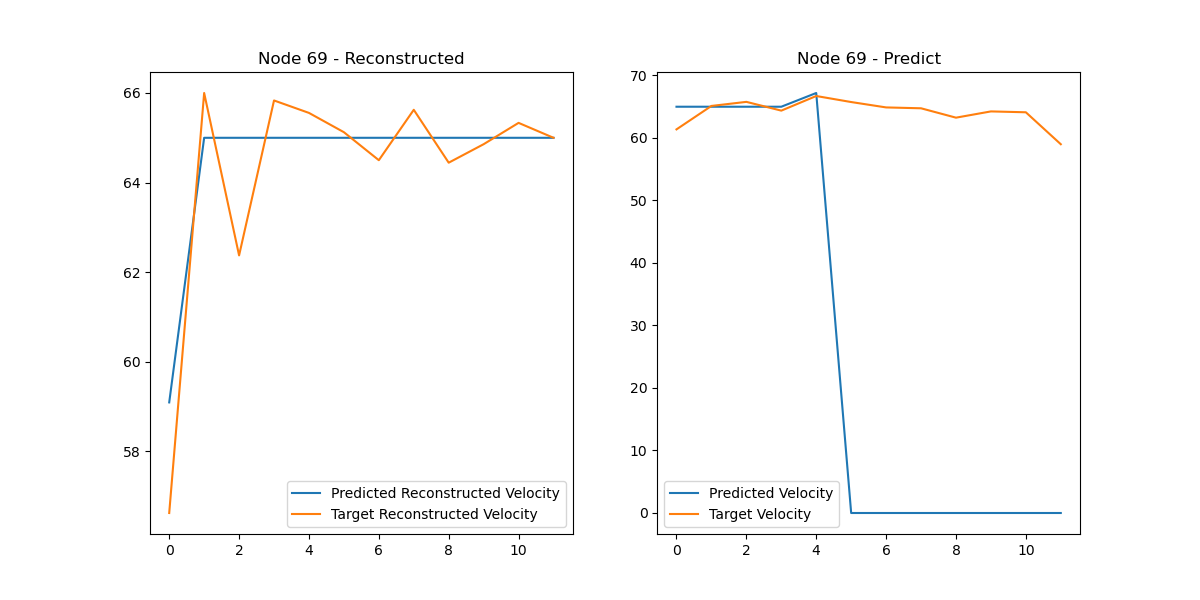 Node 69 - Reconstructed
66
64
62
60
58
0 2 4 6 8 10
Predicted Reconstructed Velocity
Target Reconstructed Velocity
Node 69 - Predict
70
60
50
40
30
20
10
0
0 2 4 6 8 10
Predicted Velocity
Target Velocity